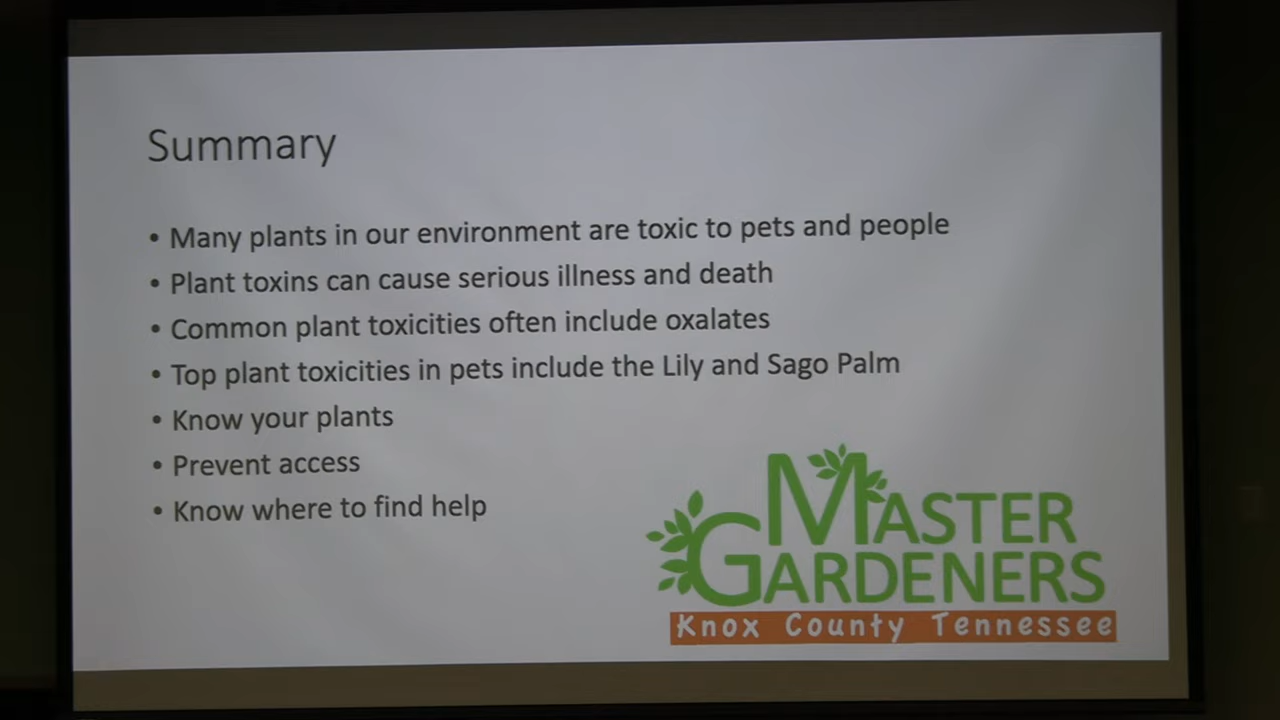 Summary
• Many plants in our environment are toxic to pets and people
• Plant toxins can cause serious illness and death
• Common plant toxicities often include oxalates
• Top plant toxicities in pets include the Lily and Sago Palm
• Know your plants
• Prevent access
• Know where to find help
MASTER
GARDENERS
Knox County Tennessee